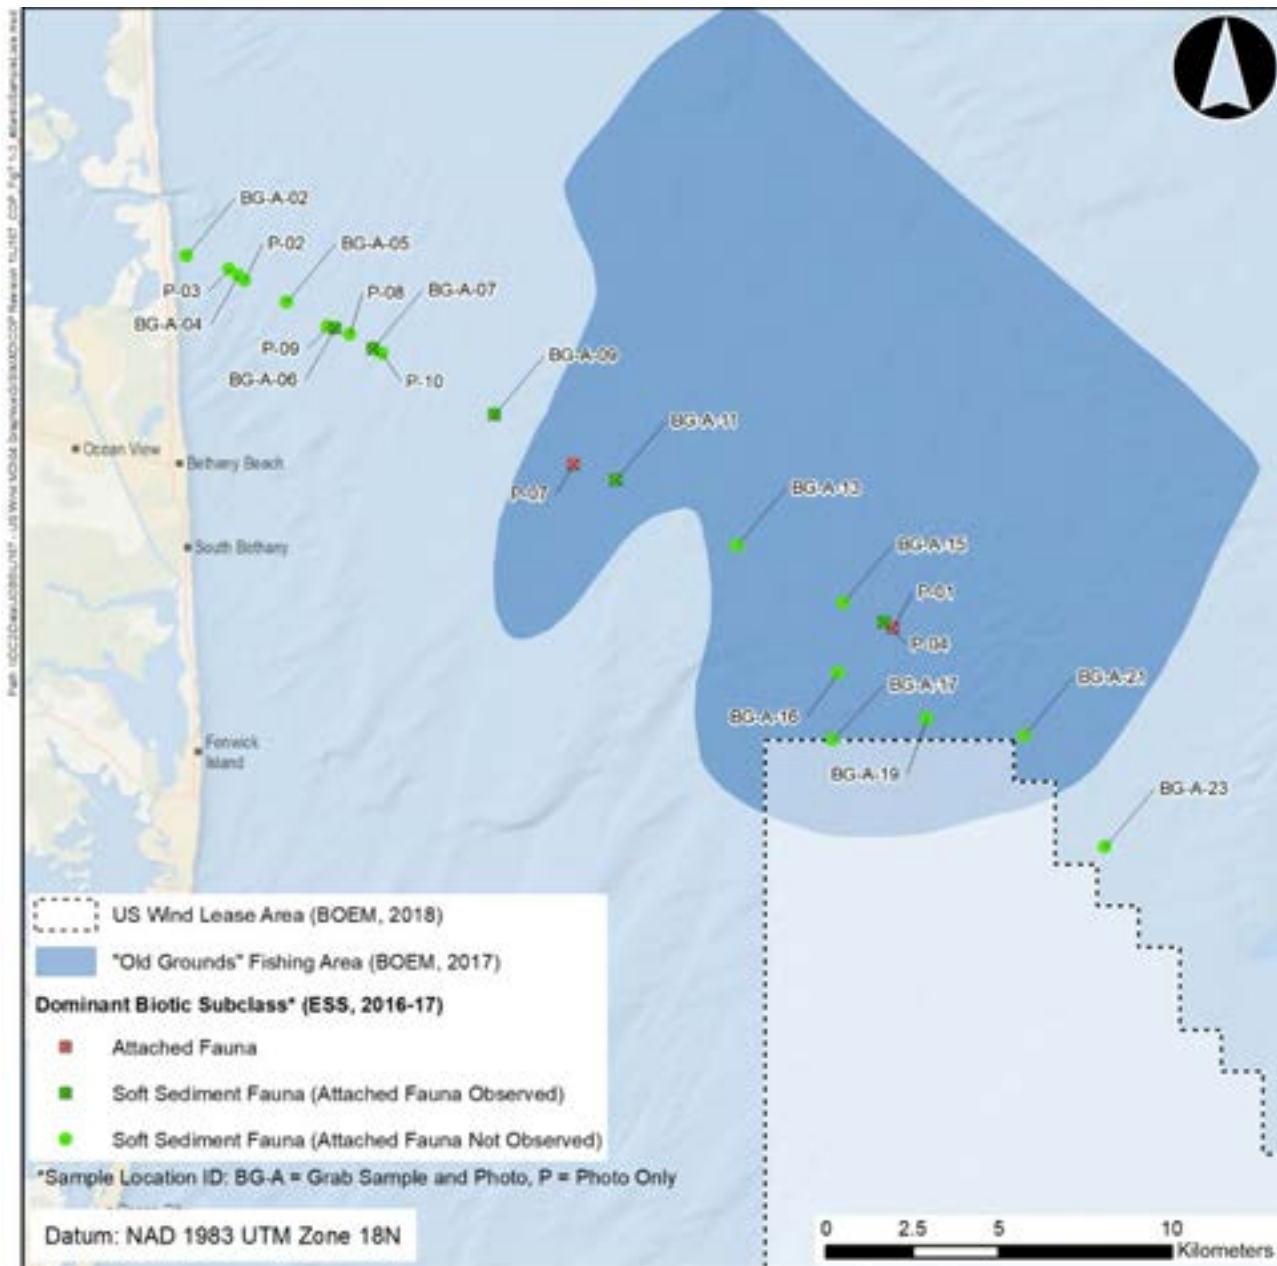 BG-A-02
P-02
BG-A-05
P-03
P-08
BG-A-07
BG-A-04
P-09
BG-A-06
P-10
BG-A-09
BG-A-11
Ocean View
Bethany Beach
P-07
BG-A-13
South Bethany
BG-A-15
P-01
P-04
BG-A-17
BG-A-21
BG-A-16
Fenwick
Island
BG-A-19
BG-A-23
US Wind Lease Area (BOEM, 2018)
"Old Grounds" Fishing Area (BOEM, 2017)
Dominant Biotic Subclass* (ESS, 2016-17)
Attached Fauna
Soft Sediment Fauna (Attached Fauna Observed)
Soft Sediment Fauna (Attached Fauna Not Observed)
*Sample Location ID: BG-A = Grab Sample and Photo, P = Photo Only
Datum: NAD 1983 UTM Zone 18N
0 2.5 5 10
Kilometers